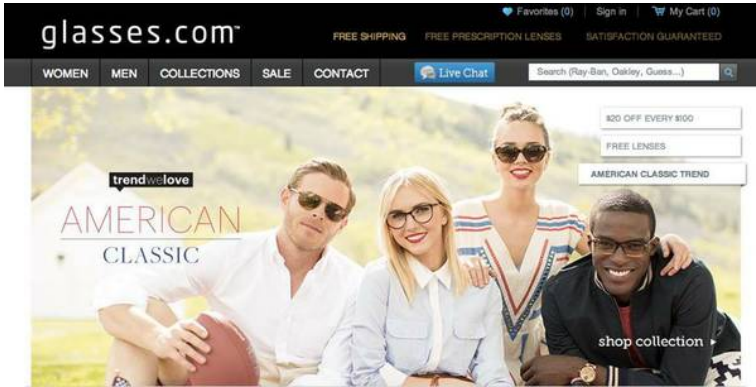 Favorites (0) Sign in My Cart (0)
glasses.com™
FREE SHIPPING FREE PRESCRIPTION LENSES SATISFACTION GUARANTEED
WOMEN MEN COLLECTIONS SALE CONTACT Live Chat Search (Ray-Ban, Oakley, Guess...)
$20 OFF EVERY $100
FREE LENSES
AMERICAN CLASSIC TREND
trendwelove
AMERICAN
CLASSIC
shop collection